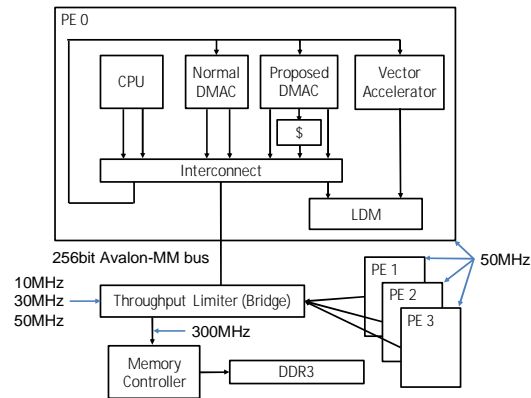 PE 0
CPU
Normal
DMAC
Proposed
DMAC
Vector
Accelerator
$
Interconnect
LDM
256bit Avalon-MM bus
10MHz
30MHz
50MHz
Throughput Limiter (Bridge)
PE 1
PE 2
PE 3
50MHz
300MHz
Memory
Controller
DDR3